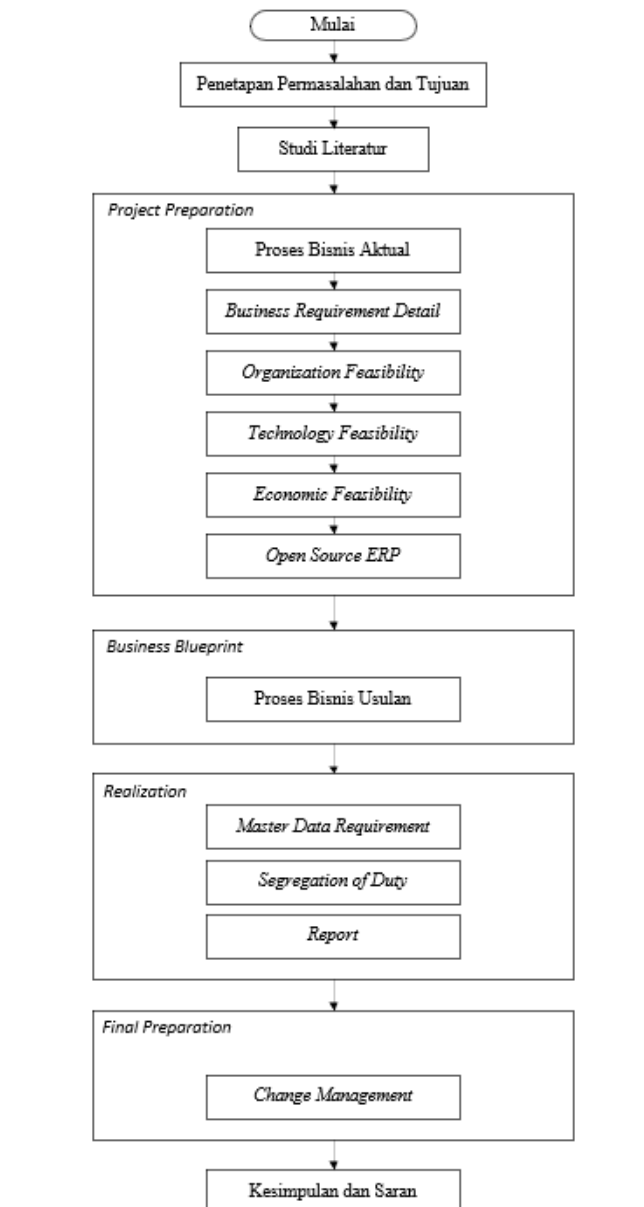 Mulai
Penetapan Permasalahan dan Tujuan
Studi Literatur
Project Preparation
Proses Bisnis Aktual
Business Requirement Detail
Organization Feasibility
Technology Feasibility
Economic Feasibility
Open Source ERP
Business Blueprint
Proses Bisnis Usulan
Realization
Master Data Requirement
Segregation of Duty
Report
Final Preparation
Change Management
Kesimpulan dan Saran